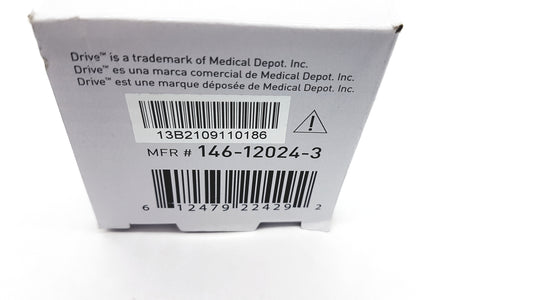 Drive™ is a trademark of Medical Depot. Inc.
Drive™ es una marca comercial de Medical Depot. Inc.
Drive™ est une marque déposée de Medical Depot. Inc.
13B2109110186
MFR # 146-12024-3
6 12479 22429 2